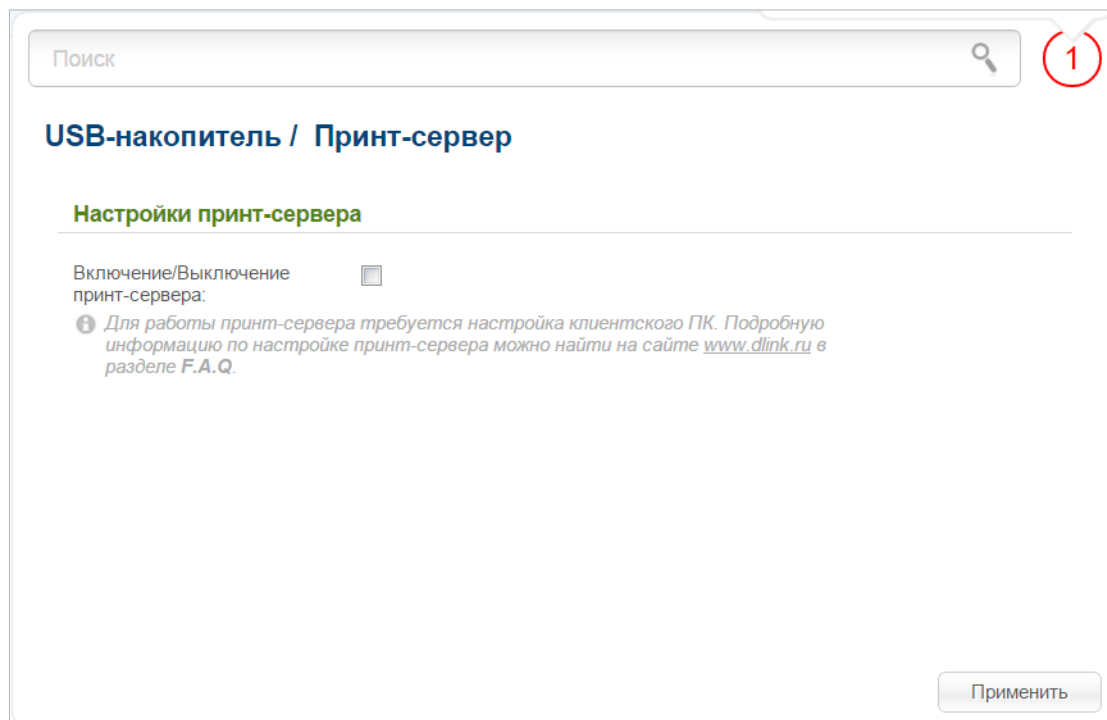 Поиск
1
USB-накопитель / Принт-сервер
Настройки принт-сервера
Включение/Выключение
принт-сервера:
Для работы принт-сервера требуется настройка клиентского ПК. Подробную
информацию по настройке принт-сервера можно найти на сайте www.dlink.ru в
разделе F.A.Q.
Применить